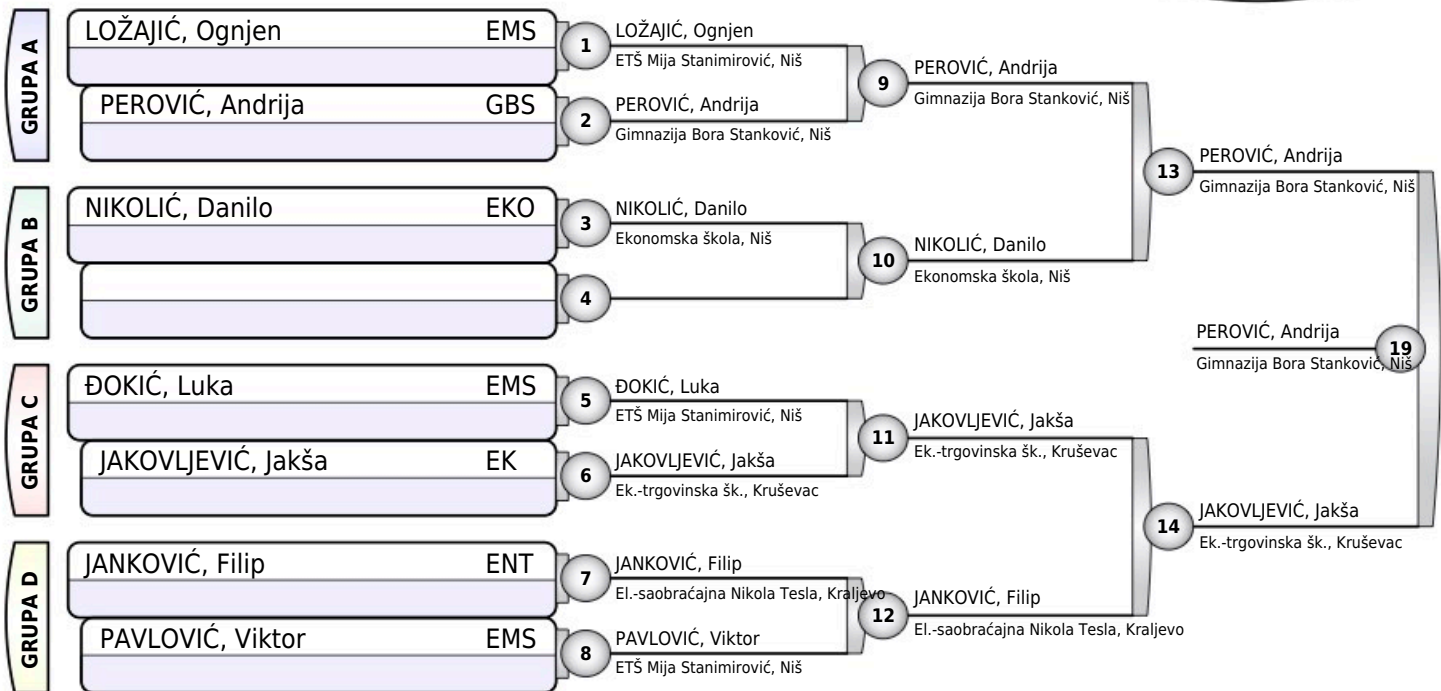 GRUPA A
LOŽAJIĆ, Ognjen EMS
PEROVIĆ, Andrija GBS
GRUPA B
NIKOLIĆ, Danilo EKO
GRUPA C
ĐOKIĆ, Luka EMS
JAKOVLJEVIĆ, Jakša EK
GRUPA D
JANKOVIĆ, Filip ENT
PAVLOVIĆ, Viktor EMS
1
LOŽAJIĆ, Ognjen
ETŠ Mija Stanimirović, Niš
2
PEROVIĆ, Andrija
Gimnazija Bora Stanković, Niš
3
NIKOLIĆ, Danilo
Ekonomska škola, Niš
4
5
ĐOKIĆ, Luka
ETŠ Mija Stanimirović, Niš
6
JAKOVLJEVIĆ, Jakša
Ek.-trgovinska šk., Kruševac
7
JANKOVIĆ, Filip
El.-saobraćajna Nikola Tesla, Kraljevo
8
PAVLOVIĆ, Viktor
ETŠ Mija Stanimirović, Niš
9
PEROVIĆ, Andrija
Gimnazija Bora Stanković, Niš
10
NIKOLIĆ, Danilo
Ekonomska škola, Niš
11
JAKOVLJEVIĆ, Jakša
Ek.-trgovinska šk., Kruševac
12
JANKOVIĆ, Filip
El.-saobraćajna Nikola Tesla, Kraljevo
13
PEROVIĆ, Andrija
Gimnazija Bora Stanković, Niš
14
JAKOVLJEVIĆ, Jakša
Ek.-trgovinska šk., Kruševac
PEROVIĆ, Andrija
Gimnazija Bora Stanković, Niš
19